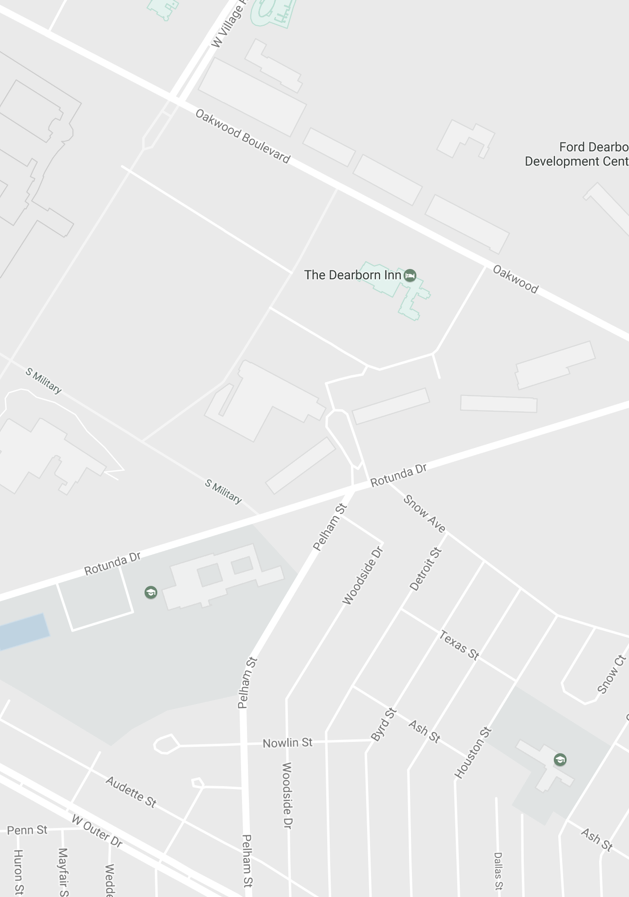 W Village
Oakwood Boulevard
Ford Dearbo
Development Cent
The Dearborn Inn
Oakwood
S Military
S Military
Rotunda Dr
Snow Ave
Pelham St
Rotunda Dr
Woodside Dr
Detroit St
Texas St
Snow Ct
Pelham St
Byrd St
Ash St
Nowlin St
Houston St
Woodside Dr
Audette St
W Outer Dr
Penn St
Ash St
Pelham St
Huron St
Mayfair S
Wedde
Dallas St